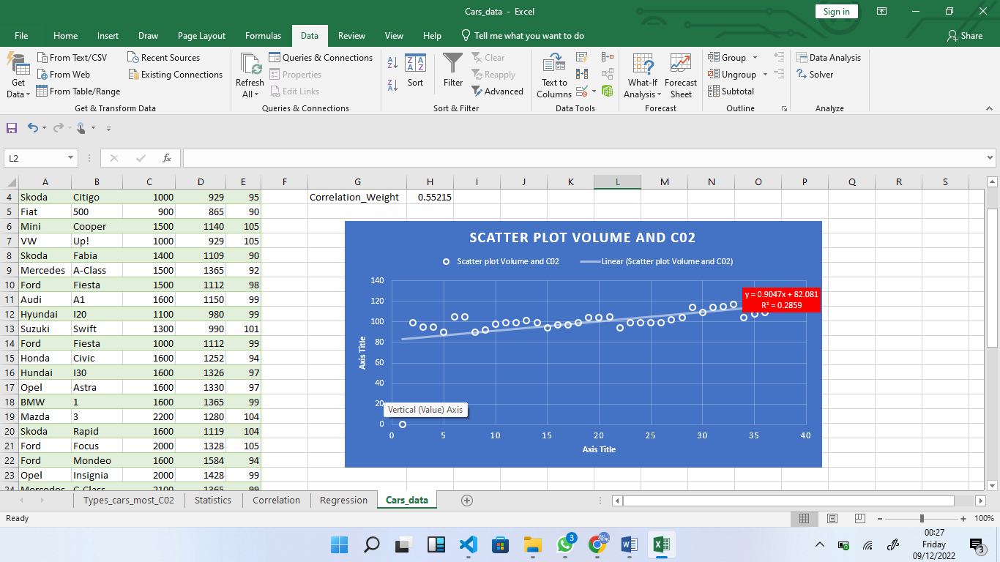 Cars_data - Excel
Sign in
File Home Insert Draw Page Layout Formulas Data Review View Help Tell me what you want to do Share
Get Data
From Text/CSV
From Web
From Table/Range
Recent Sources
Existing Connections
Get & Transform Data
Refresh All
Queries & Connections
Properties
Edit Links
Queries & Connections
Sort
Filter
Clear
Reapply
Advanced
Sort & Filter
Text to Columns
Data Tools
What-If Analysis
Forecast Sheet
Forecast
Group
Ungroup
Subtotal
Outline
Data Analysis
Solver
Analyze
L2
fx
A B C D E F G H I J K L M N O P Q R S
4 Skoda Citigo 1000 929 95 Correlation_Weight 0.55215
5 Fiat 500 900 865 90
6 Mini Cooper 1500 1140 105
7 VW Up! 1000 929 105
8 Skoda Fabia 1400 1109 90
9 Mercedes A-Class 1500 1365 92
10 Ford Fiesta 1500 1112 98
11 Audi A1 1600 1150 99
12 Hyundai I20 1100 980 99
13 Suzuki Swift 1300 990 101
14 Ford Fiesta 1000 1112 99
15 Honda Civic 1600 1252 94
16 Hundai I30 1600 1326 97
17 Opel Astra 1600 1330 97
18 BMW 1 1600 1365 99
19 Mazda 3 2200 1280 104
20 Skoda Rapid 1600 1119 104
21 Ford Focus 2000 1328 105
22 Ford Mondeo 1600 1584 94
23 Opel Insignia 2000 1428 99
24 Mercedes C-Class 2100 1365 99
SCATTER PLOT VOLUME AND C02
Scatter plot Volume and C02 Linear (Scatter plot Volume and C02)
140
120
100
80
60
40
20
0
y = 0.9047x + 82.081
R² = 0.2859
Axis Title
Vertical (Value) Axis
0 5 10 15 20 25 30 35 40
Axis Title
Types_cars_most_C02 Statistics Correlation Regression Cars_data
Ready
100%
3
00:27
Friday
09/12/2022
3